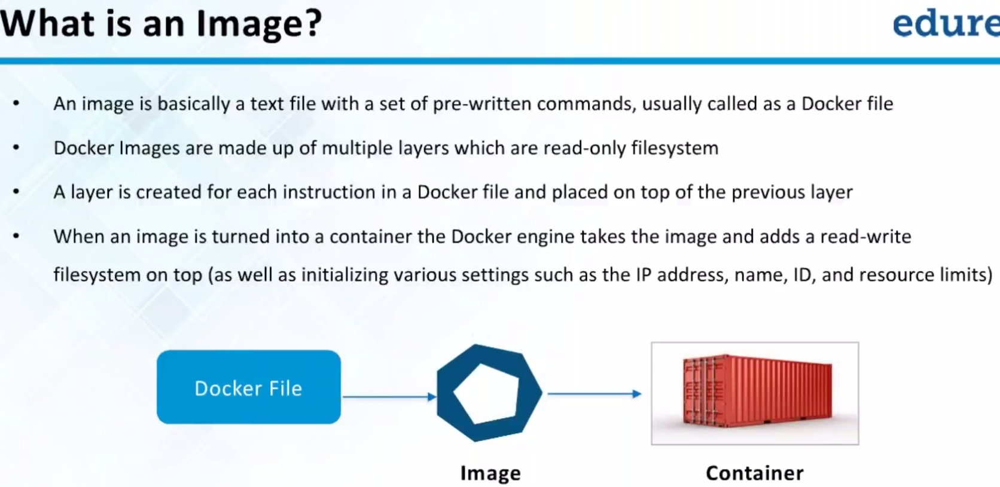 What is an Image?
edure
• An image is basically a text file with a set of pre-written commands, usually called as a Docker file
• Docker Images are made up of multiple layers which are read-only filesystem
• A layer is created for each instruction in a Docker file and placed on top of the previous layer
• When an image is turned into a container the Docker engine takes the image and adds a read-write
filesystem on top (as well as initializing various settings such as the IP address, name, ID, and resource limits)
Docker File
Image
Container